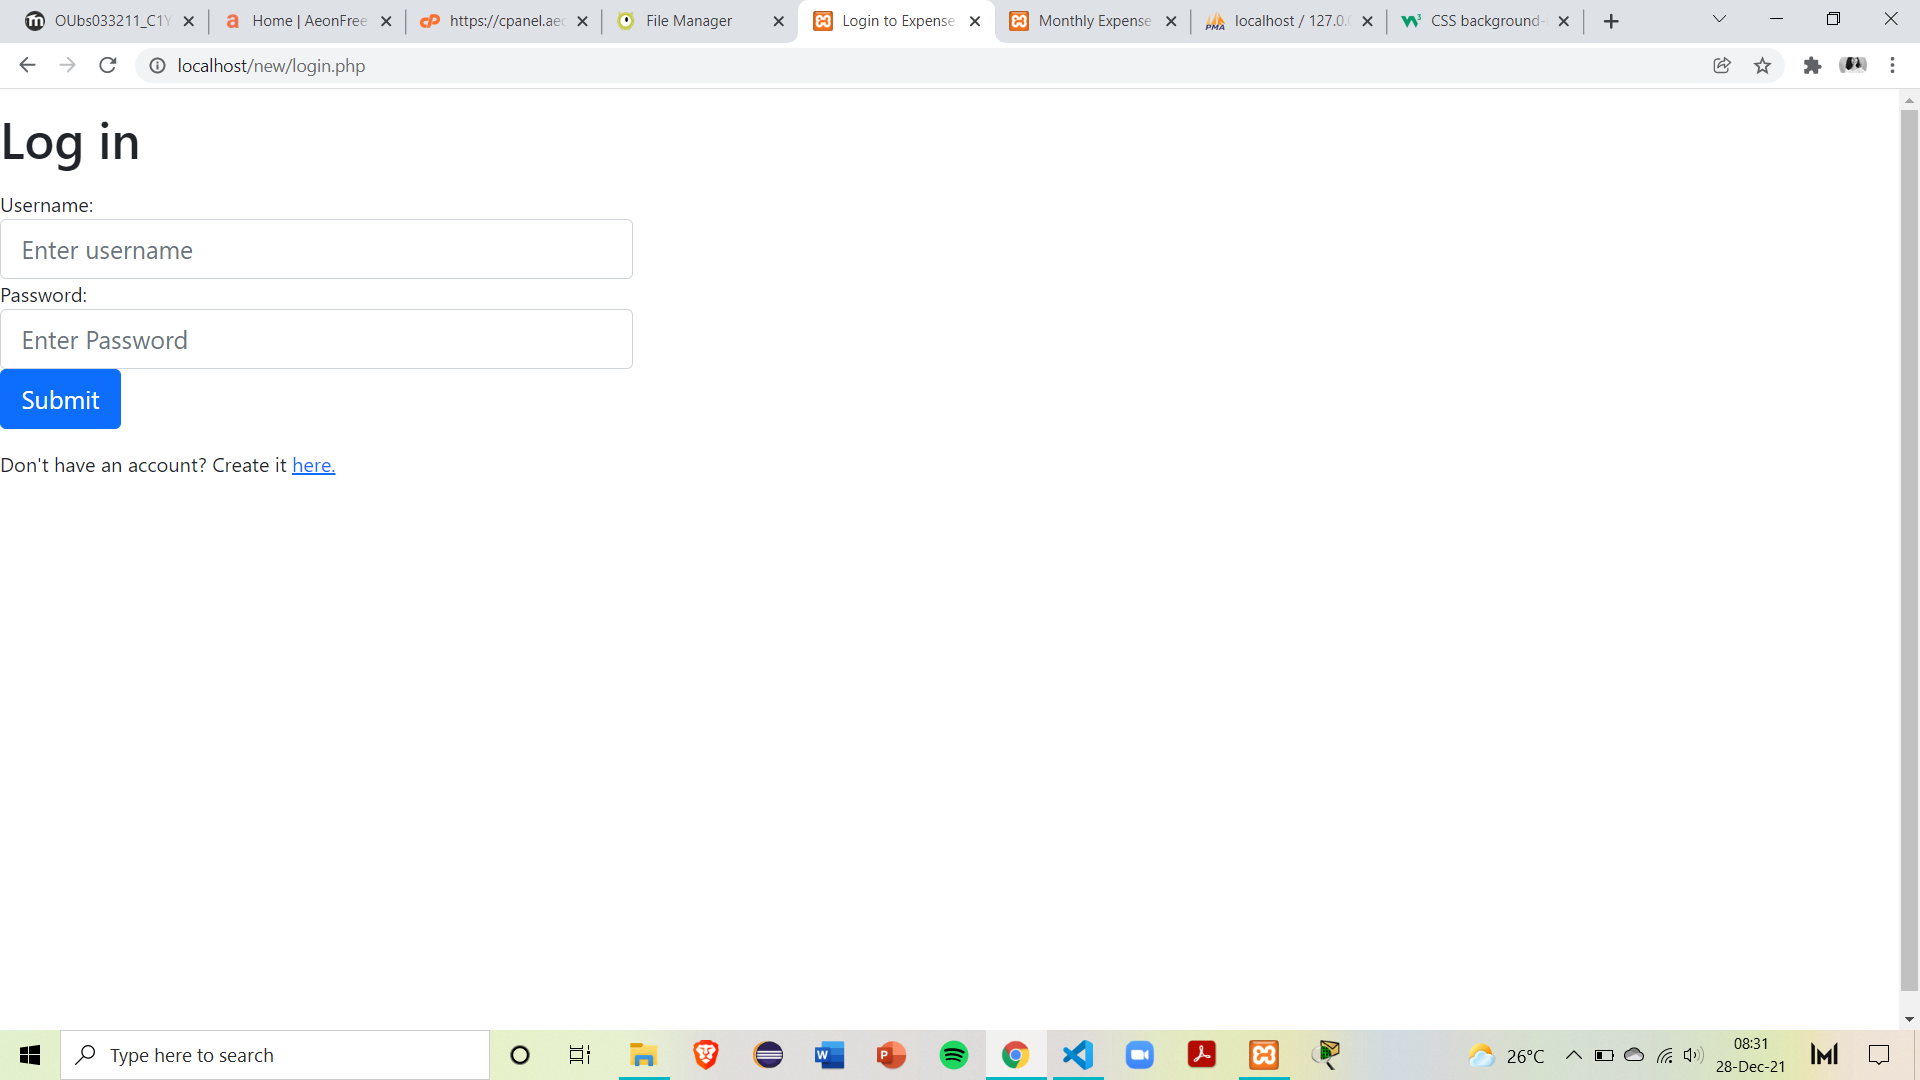 OUbs033211_C1Y
Home | AeonFree
https://cpanel.aeo
File Manager
Login to Expense
Monthly Expense
localhost / 127.0.0
CSS background-
localhost/new/login.php
Log in
Username:
Enter username
Password:
Enter Password
Submit
Don't have an account? Create it here.
Type here to search
26°C
08:31
28-Dec-21